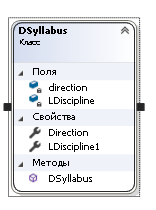 DSyllabus
Класс
Поля
direction
LDiscipline
Свойства
Direction
LDiscipline1
Методы
DSyllabus